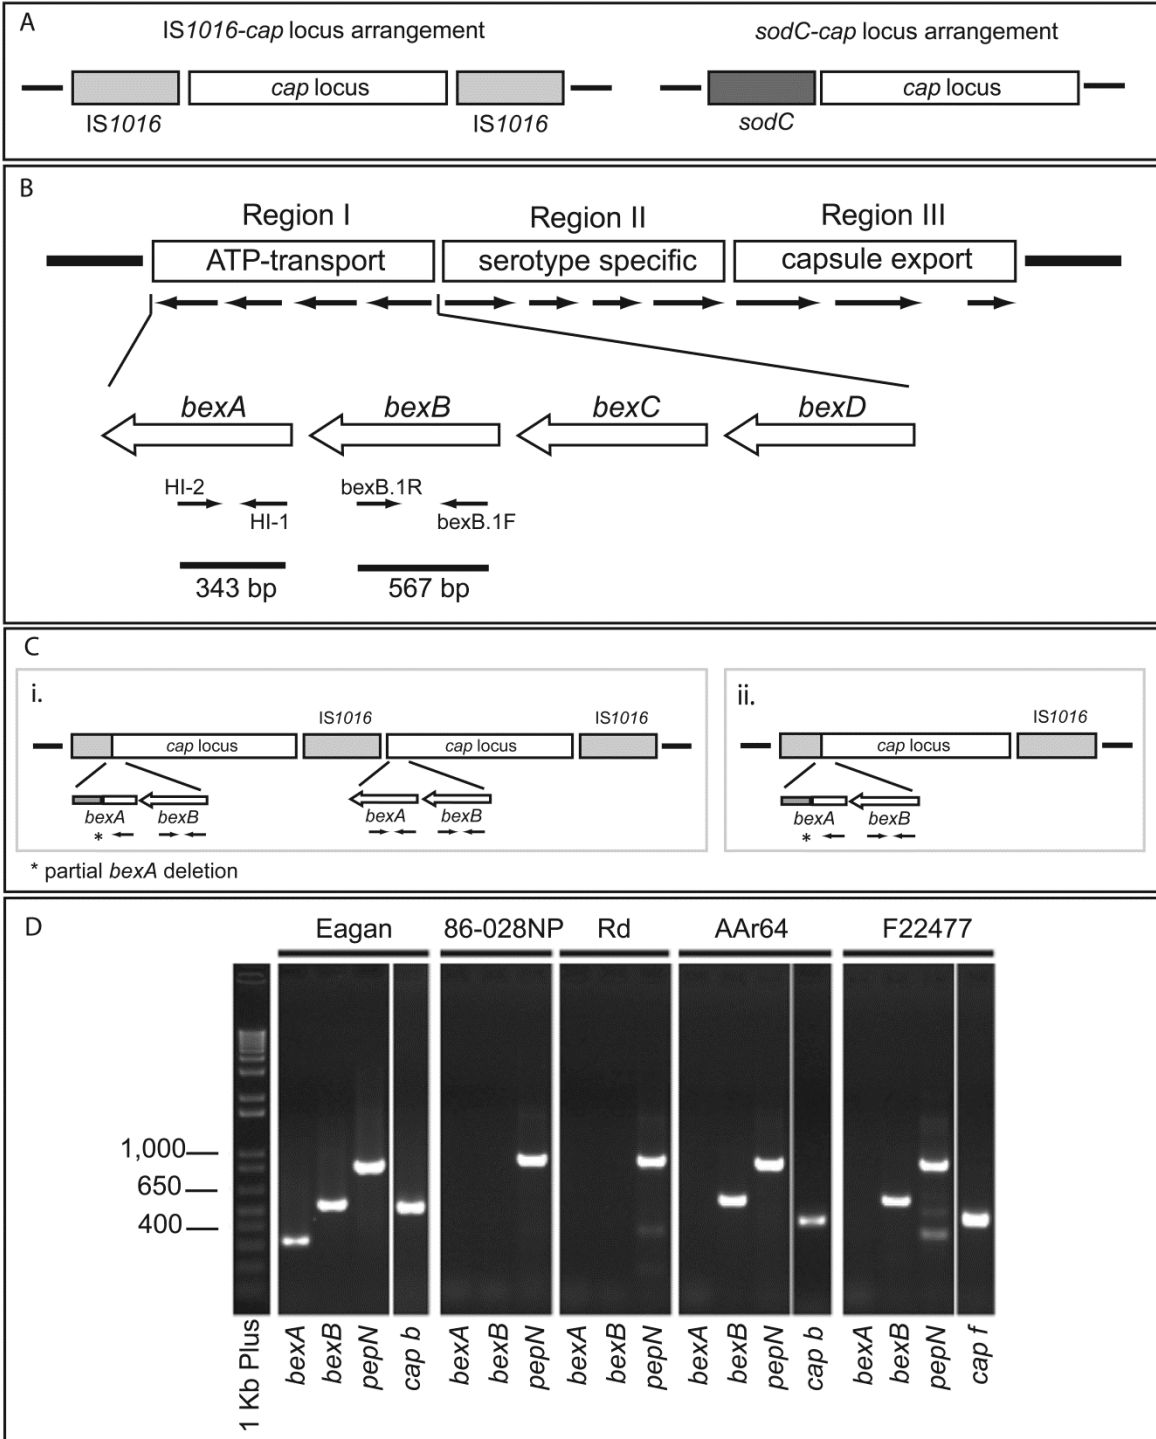 A
IS1016-cap locus arrangement
sodC-cap locus arrangement
cap locus
cap locus
IS1016
IS1016
sodC
B
Region I
Region II
Region III
ATP-transport
serotype specific
capsule export
bexA
bexB
bexC
bexD
HI-2
bexB.1R
HI-1
bexB.1F
343 bp
567 bp
C
i.
IS1016
IS1016
cap locus
cap locus
bexA
bexB
bexA
bexB
*
* partial bexA deletion
ii.
IS1016
cap locus
bexA
bexB
*
D
Eagan
86-028NP
Rd
AAr64
F22477
1,000
650
400
1 Kb Plus
bexA
bexB
pepN
cap b
bexA
bexB
pepN
bexA
bexB
pepN
bexA
bexB
pepN
cap b
bexA
bexB
pepN
cap f